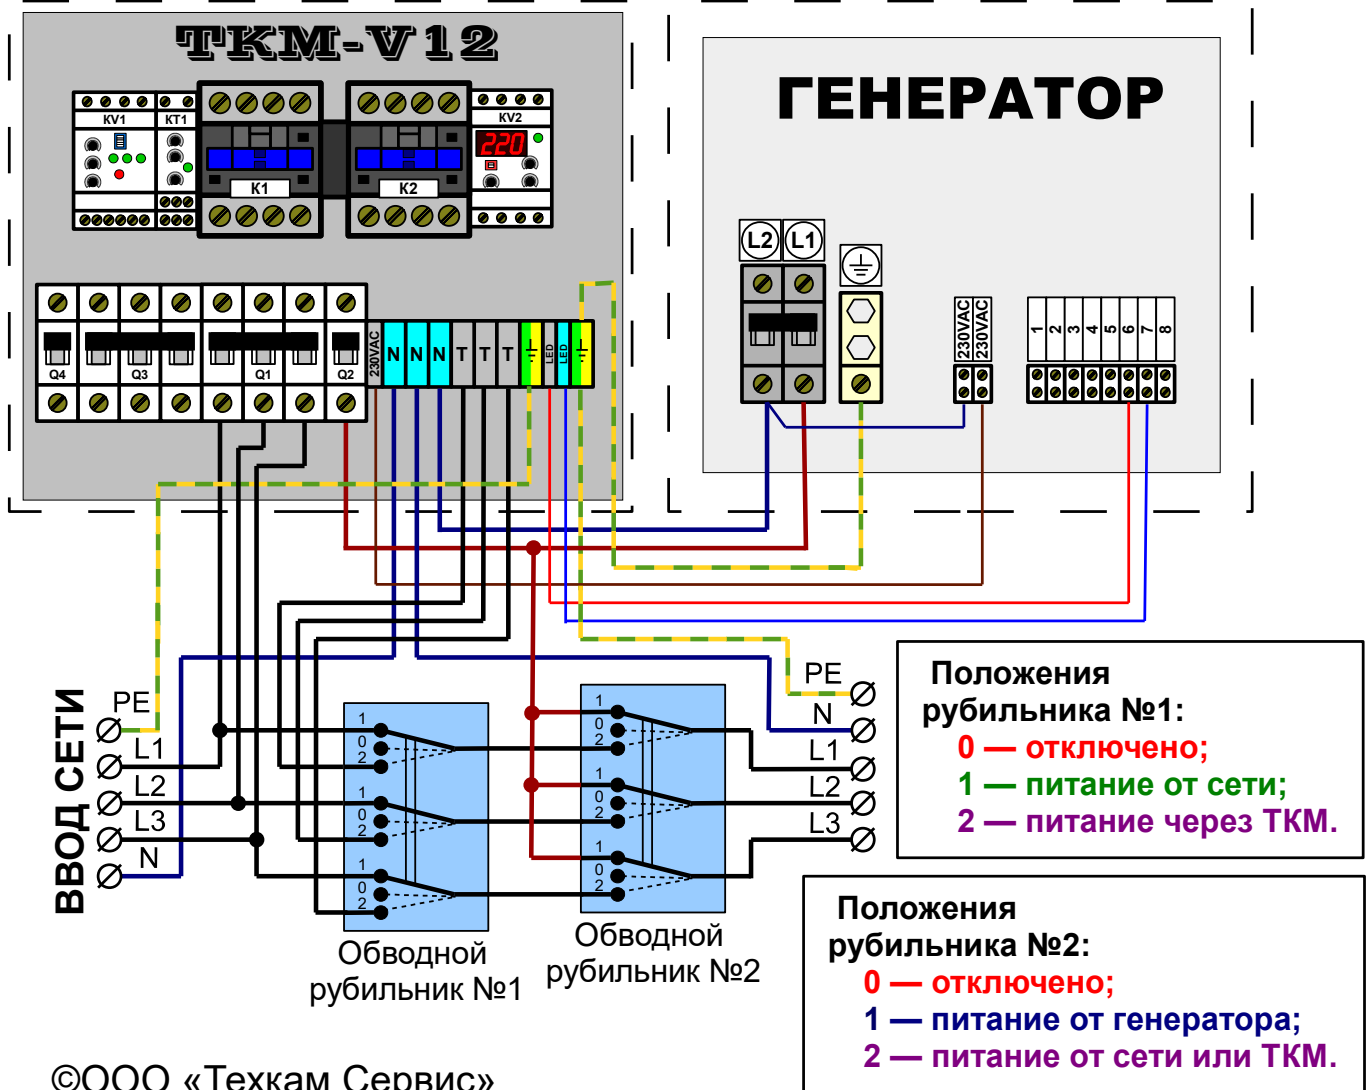 TKM-V12
ГЕНЕРАТОР
KV1
KT1
K1
K2
KV2
220
L2
L1
Q4
Q3
Q1
Q2
230VAC
N
N
N
T
T
T
LED
LED
230VAC
230VAC
1
2
3
4
5
6
7
8
ВВОД СЕТИ
PE
L1
L2
L3
N
1
0
2
1
0
2
1
0
2
1
0
2
1
0
2
1
0
2
PE
N
L1
L2
L3
Обводной
рубильник №1
Обводной
рубильник №2
Положения
рубильника №1:
0 — отключено;
1 — питание от сети;
2 — питание через ТКМ.
Положения
рубильника №2:
0 — отключено;
1 — питание от генератора;
2 — питание от сети или ТКМ.
©ООО «Техкам Сервис»